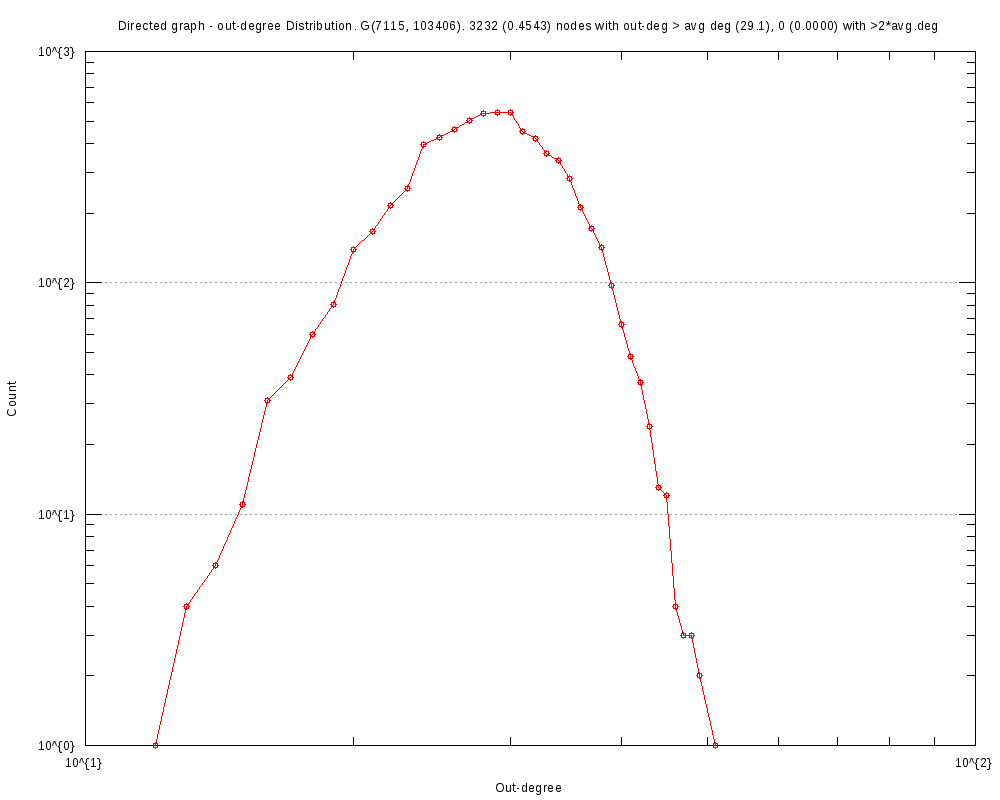 Directed graph - out-degree Distribution. G(7115, 103406). 3232 (0.4543) nodes with out-deg > avg deg (29.1), 0 (0.0000) with >2*avg.deg
10^{3}
10^{2}
Count
10^{1}
10^{0}
10^{1}
10^{2}
Out-degree